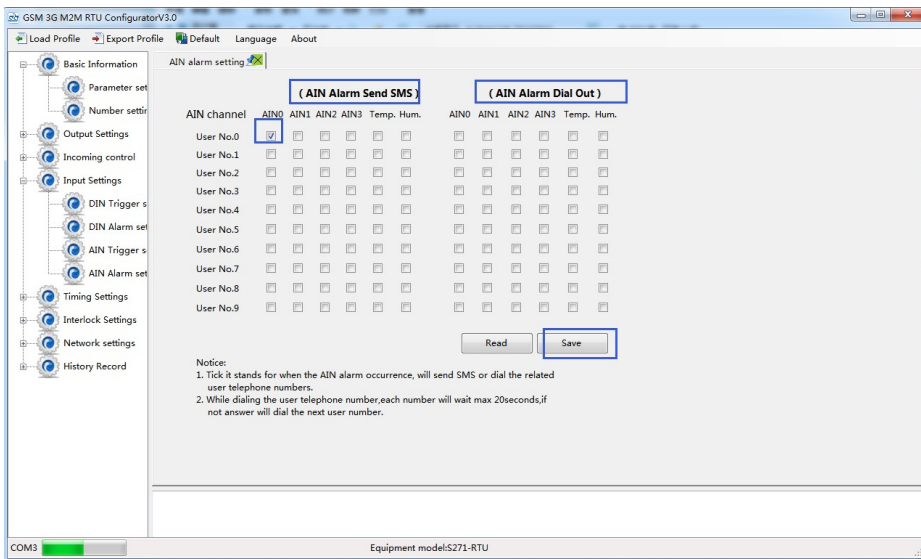 GSM 3G M2M RTU ConfiguratorV3.0
Load Profile Export Profile Default Language About
Basic Information
Parameter set
Number settin
Output Settings
Incoming control
Input Settings
DIN Trigger s
DIN Alarm set
AIN Trigger s
AIN Alarm set
Timing Settings
Interlock Settings
Network settings
History Record
AIN alarm setting
( AIN Alarm Send SMS ) ( AIN Alarm Dial Out )
AIN channel AIN0 AIN1 AIN2 AIN3 Temp. Hum. AIN0 AIN1 AIN2 AIN3 Temp. Hum.
User No.0
User No.1
User No.2
User No.3
User No.4
User No.5
User No.6
User No.7
User No.8
User No.9
Read Save
Notice:
1. Tick it stands for when the AIN alarm occurrence, will send SMS or dial the related
user telephone numbers.
2. While dialing the user telephone number,each number will wait max 20seconds,if
not answer will dial the next user number.
COM3 Equipment model:S271-RTU